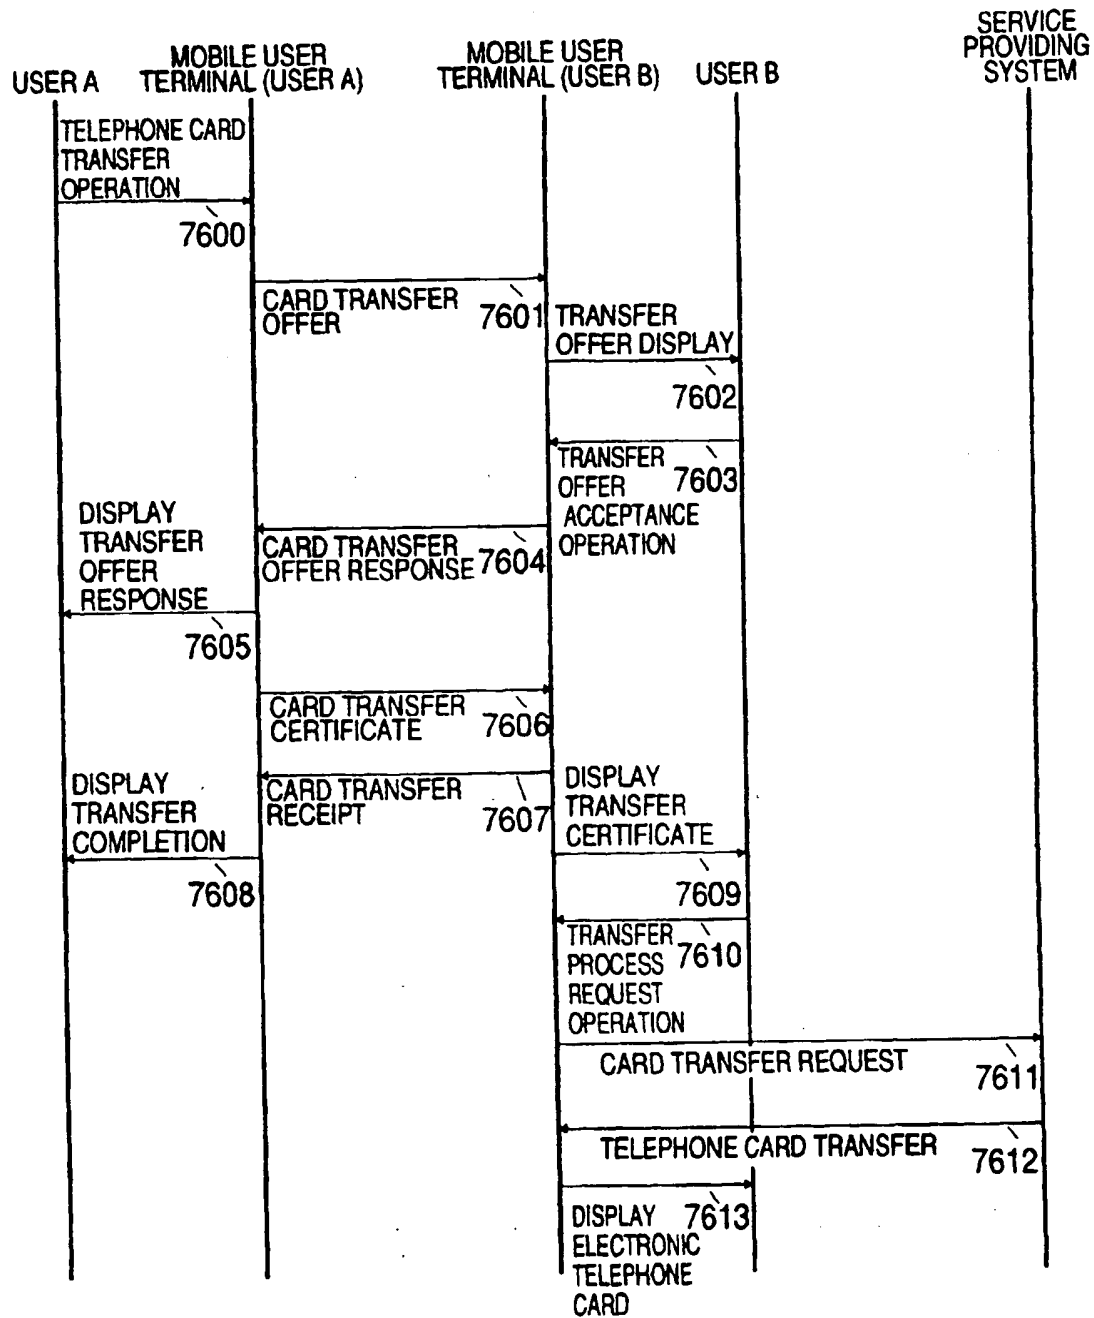 SERVICE
PROVIDING
SYSTEM
MOBILE USER
TERMINAL (USER A)
MOBILE USER
TERMINAL (USER B)
USER A
USER B
TELEPHONE CARD
TRANSFER
OPERATION
7600
CARD TRANSFER
OFFER
7601
TRANSFER
OFFER DISPLAY
7602
TRANSFER
OFFER
ACCEPTANCE
OPERATION
7603
CARD TRANSFER
OFFER RESPONSE
7604
DISPLAY
TRANSFER
OFFER
RESPONSE
7605
CARD TRANSFER
CERTIFICATE
7606
CARD TRANSFER
RECEIPT
7607
DISPLAY
TRANSFER
COMPLETION
7608
DISPLAY
TRANSFER
CERTIFICATE
7609
TRANSFER
PROCESS
REQUEST
OPERATION
7610
CARD TRANSFER REQUEST
7611
TELEPHONE CARD TRANSFER
7612
DISPLAY
ELECTRONIC
TELEPHONE
CARD
7613